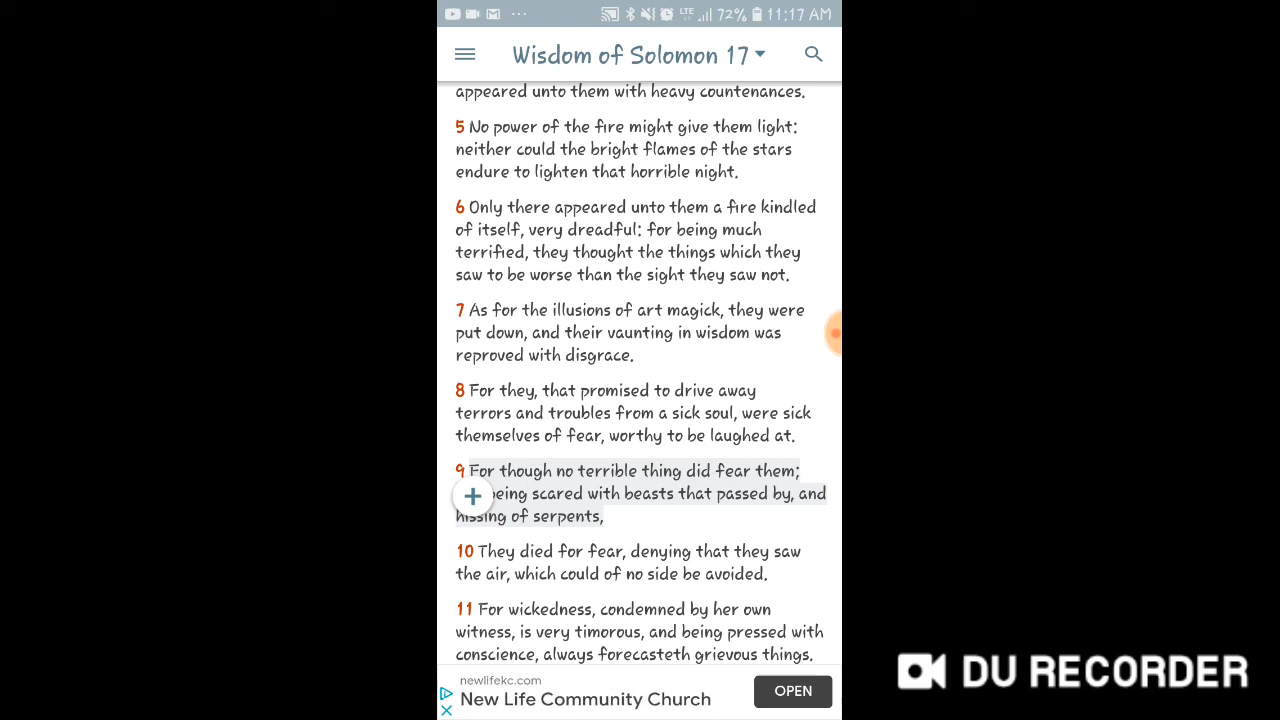 LTE 72% 11:17 AM
Wisdom of Solomon 17
appeared unto them with heavy countenances.
5 No power of the fire might give them light:
neither could the bright flames of the stars
endure to lighten that horrible night.
6 Only there appeared unto them a fire kindled
of itself, very dreadful: for being much
terrified, they thought the things which they
saw to be worse than the sight they saw not.
7 As for the illusions of art magick, they were
put down, and their vaunting in wisdom was
reproved with disgrace.
8 For they, that promised to drive away
terrors and troubles from a sick soul, were sick
themselves of fear, worthy to be laughed at.
9 For though no terrible thing did fear them;
being scared with beasts that passed by, and
hissing of serpents,
10 They died for fear, denying that they saw
the air, which could of no side be avoided.
11 For wickedness, condemned by her own
witness, is very timorous, and being pressed with
conscience, always forecasteth grievous things.
newlifekc.com
New Life Community Church
OPEN
DU RECORDER